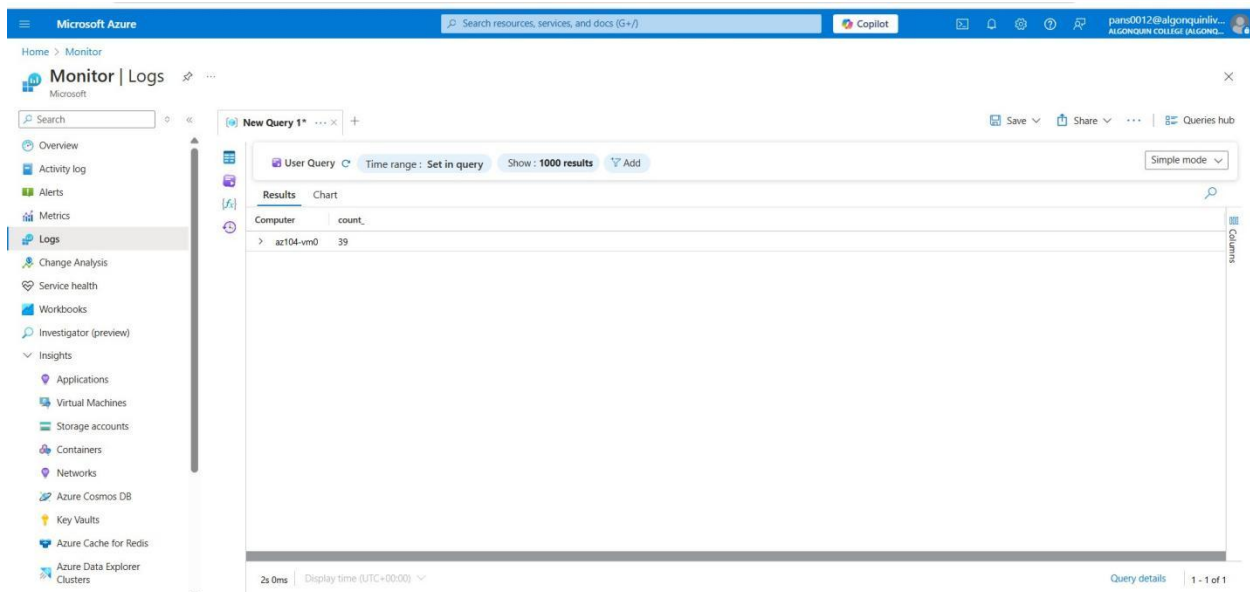 Microsoft Azure
Search resources, services, and docs (G+/)
Copilot
pans0012@algonquinliv...
ALGONQUIN COLLEGE (ALGONQ...
Home > Monitor
Monitor | Logs
Microsoft
Search
New Query 1*
Save
Share
Queries hub
Overview
Activity log
Alerts
Metrics
Logs
Change Analysis
Service health
Workbooks
Investigator (preview)
Insights
Applications
Virtual Machines
Storage accounts
Containers
Networks
Azure Cosmos DB
Key Vaults
Azure Cache for Redis
Azure Data Explorer
Clusters
User Query
Time range : Set in query
Show : 1000 results
Add
Simple mode
Results Chart
Computer count_
az104-vm0 39
Columns
2s 0ms Display time (UTC+00:00)
Query details 1 - 1 of 1